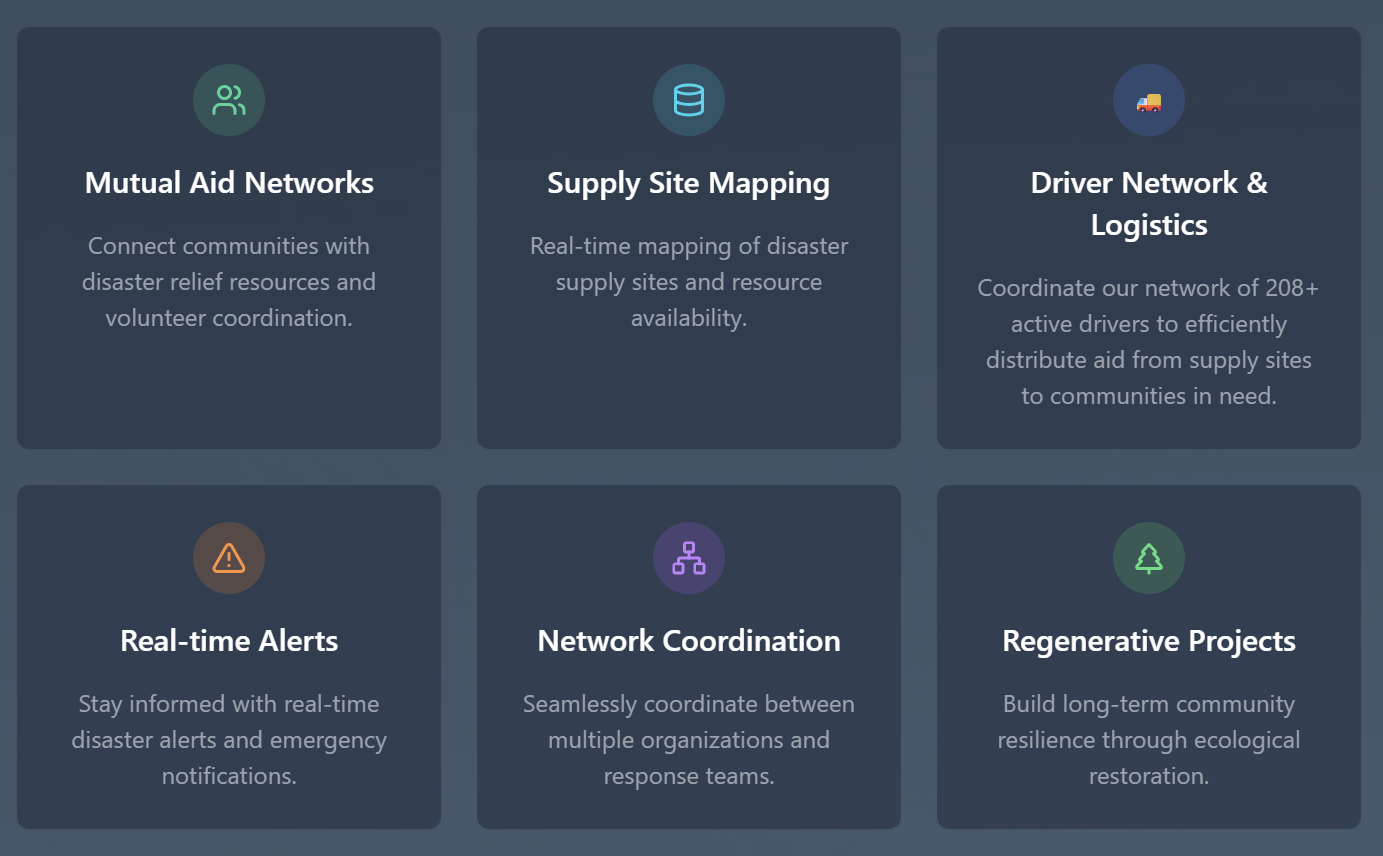 Mutual Aid Networks
Connect communities with
disaster relief resources and
volunteer coordination.
Supply Site Mapping
Real-time mapping of disaster
supply sites and resource
availability.
Driver Network &
Logistics
Coordinate our network of 208+
active drivers to efficiently
distribute aid from supply sites
to communities in need.
Real-time Alerts
Stay informed with real-time
disaster alerts and emergency
notifications.
Network Coordination
Seamlessly coordinate between
multiple organizations and
response teams.
Regenerative Projects
Build long-term community
resilience through ecological
restoration.